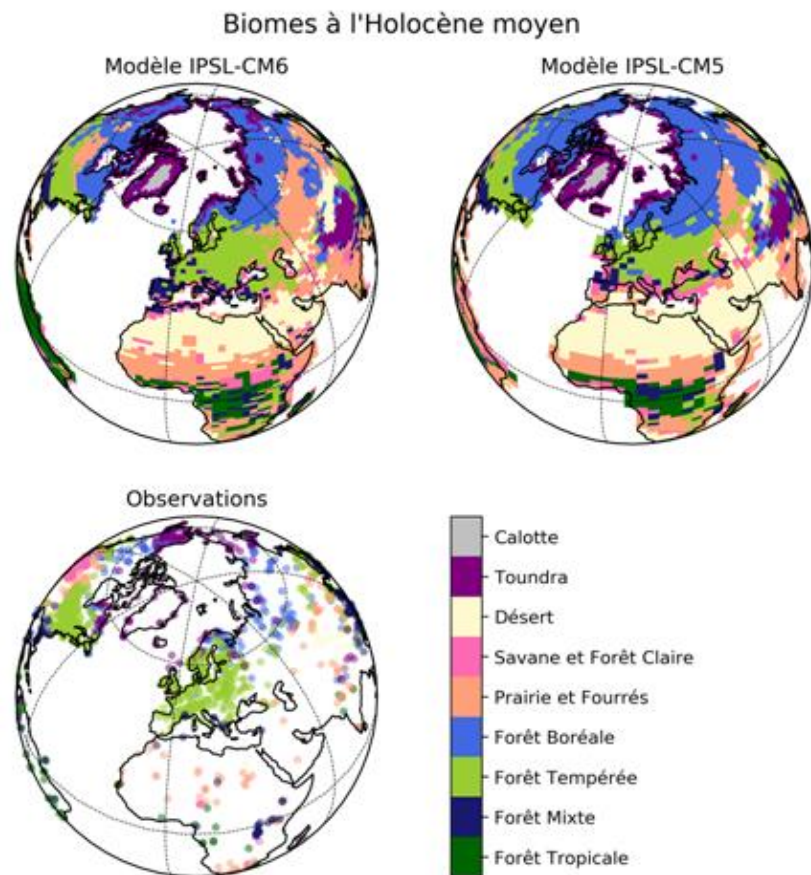 Biomes à l'Holocène moyen
Modèle IPSL-CM6
Modèle IPSL-CM5
Observations
Calotte
Toundra
Désert
Savane et Forêt Claire
Prairie et Fourrés
Forêt Boréale
Forêt Tempérée
Forêt Mixte
Forêt Tropicale